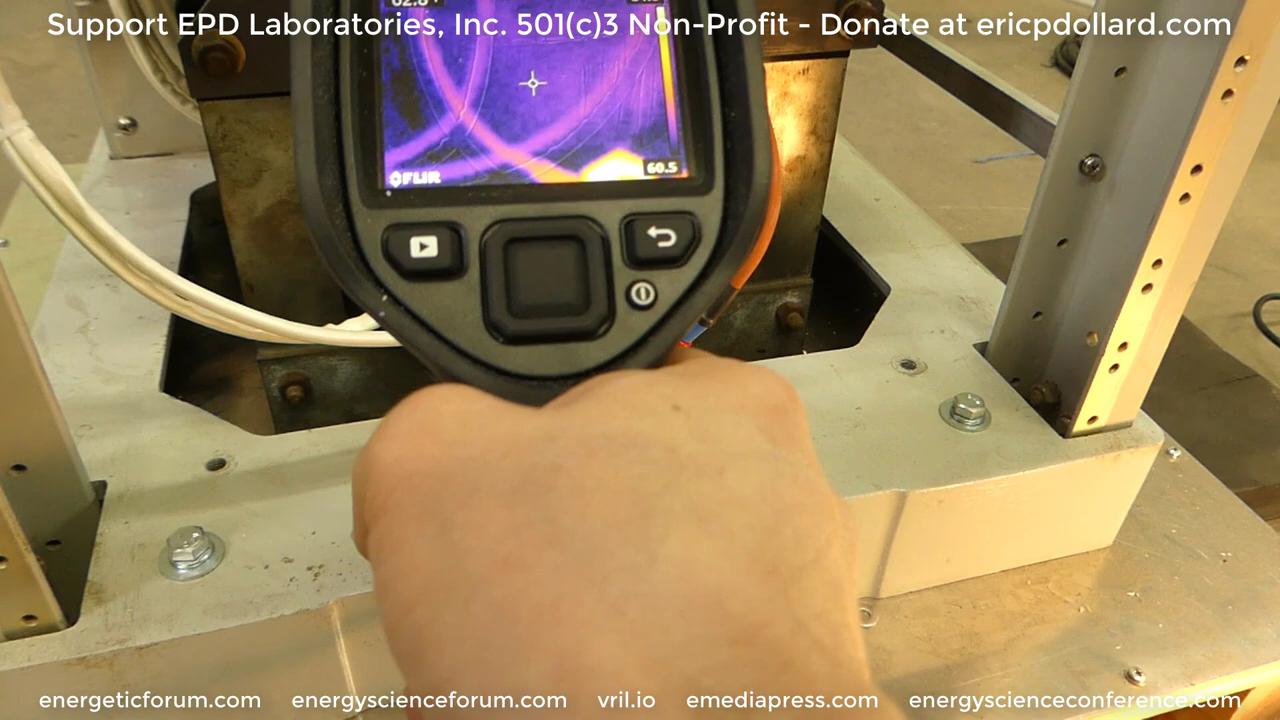 Support EPD Laboratories, Inc. 501(c)3 Non-Profit - Donate at ericpdollard.com
FLIR
60.5
energeticforum.com energyscienceforum.com vril.io emediapress.com energyscienceconference.com